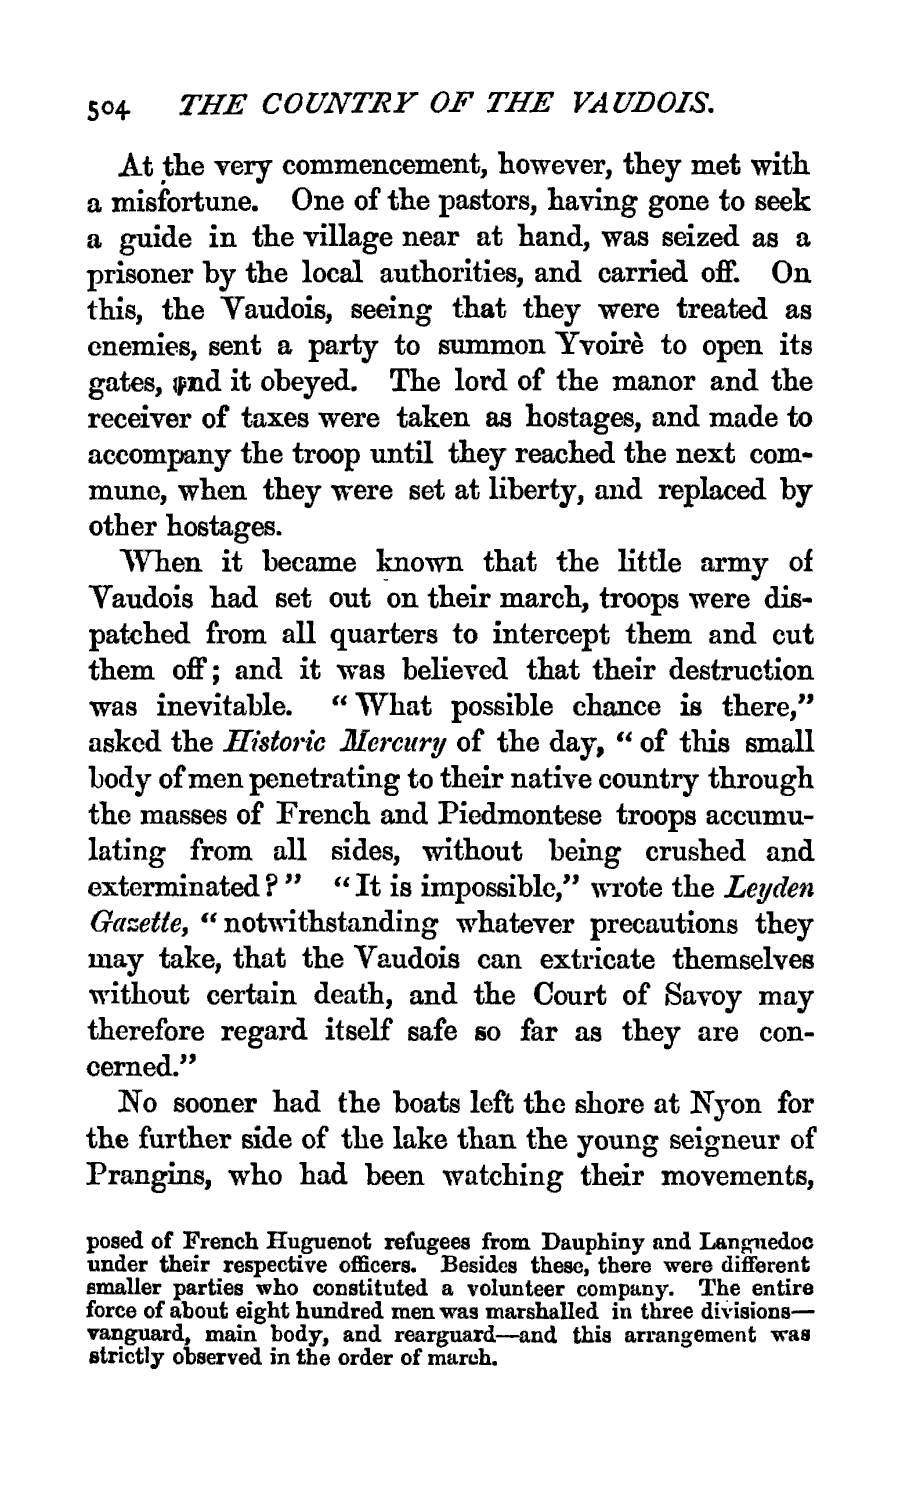 504 THE COUNTRY OF THE VAUDOIS.
At the very commencement, however, they met with
a misfortune. One of the pastors, having gone to seek
a guide in the village near at hand, was seized as a
prisoner by the local authorities, and carried off. On
this, the Vaudois, seeing that they were treated as
enemies, sent a party to summon Yvoirè to open its
gates, and it obeyed. The lord of the manor and the
receiver of taxes were taken as hostages, and made to
accompany the troop until they reached the next com-
mune, when they were set at liberty, and replaced by
other hostages.
When it became known that the little army of
Vaudois had set out on their march, troops were dis-
patched from all quarters to intercept them and cut
them off; and it was believed that their destruction
was inevitable. “What possible chance is there,”
asked the Historic Mercury of the day, “of this small
body of men penetrating to their native country through
the masses of French and Piedmontese troops accumu-
lating from all sides, without being crushed and
exterminated?” “It is impossible,” wrote the Leyden
Gazette, “notwithstanding whatever precautions they
may take, that the Vaudois can extricate themselves
without certain death, and the Court of Savoy may
therefore regard itself safe so far as they are con-
cerned.”
No sooner had the boats left the shore at Nyon for
the further side of the lake than the young seigneur of
Prangins, who had been watching their movements,
posed of French Huguenot refugees from Dauphiny and Languedoc
under their respective officers. Besides these, there were different
smaller parties who constituted a volunteer company. The entire
force of about eight hundred men was marshalled in three divisions—
vanguard, main body, and rearguard—and this arrangement was
strictly observed in the order of march.